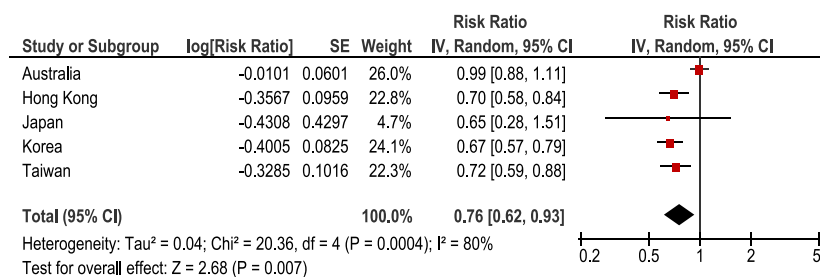 Risk Ratio Risk Ratio
Study or Subgroup log[Risk Ratio] SE Weight IV, Random, 95% CI IV, Random, 95% CI
Australia -0.0101 0.0601 26.0% 0.99 [0.88, 1.11]
Hong Kong -0.3567 0.0959 22.8% 0.70 [0.58, 0.84]
Japan -0.4308 0.4297 4.7% 0.65 [0.28, 1.51]
Korea -0.4005 0.0825 24.1% 0.67 [0.57, 0.79]
Taiwan -0.3285 0.1016 22.3% 0.72 [0.59, 0.88]
Total (95% CI) 100.0% 0.76 [0.62, 0.93]
Heterogeneity: Tau² = 0.04; Chi² = 20.36, df = 4 (P = 0.0004); I² = 80%
0.2 0.5 1 2 5
Test for overall effect: Z = 2.68 (P = 0.007)